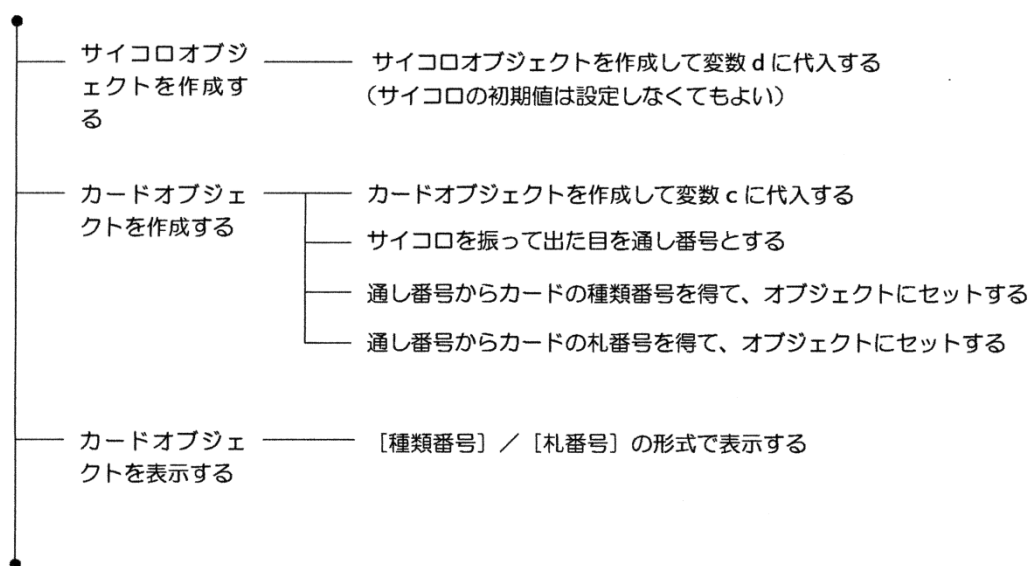 サイコロオブジ
ェクトを作成す
る
サイコロオブジェクトを作成して変数 d に代入する
（サイコロの初期値は設定しなくてもよい）
カードオブジェ
クトを作成する
カードオブジェクトを作成して変数 c に代入する
サイコロを振って出た目を通し番号とする
通し番号からカードの種類番号を得て、オブジェクトにセットする
通し番号からカードの札番号を得て、オブジェクトにセットする
カードオブジェ
クトを表示する
［種類番号］／［札番号］の形式で表示する